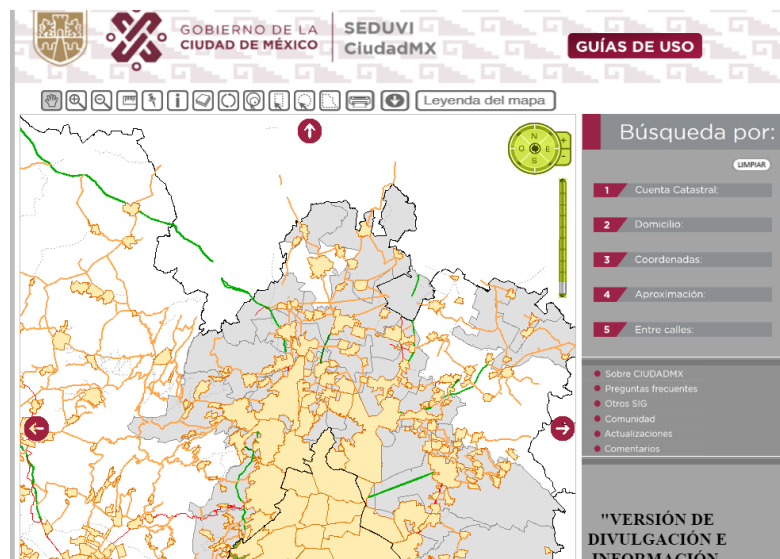 GOBIERNO DE LA
CIUDAD DE MÉXICO
SEDUVI
CiudadMX
GUÍAS DE USO
Leyenda del mapa
N
O
E
S
+
-
Búsqueda por:
LIMPIAR
1 Cuenta Catastral:
2 Domicilio:
3 Coordenadas:
4 Aproximación:
5 Entre calles:
Sobre CIUDADMX
Preguntas frecuentes
Otros SIG
Comunidad
Actualizaciones
Comentarios
"VERSIÓN DE
DIVULGACIÓN E
INFORMACIÓN